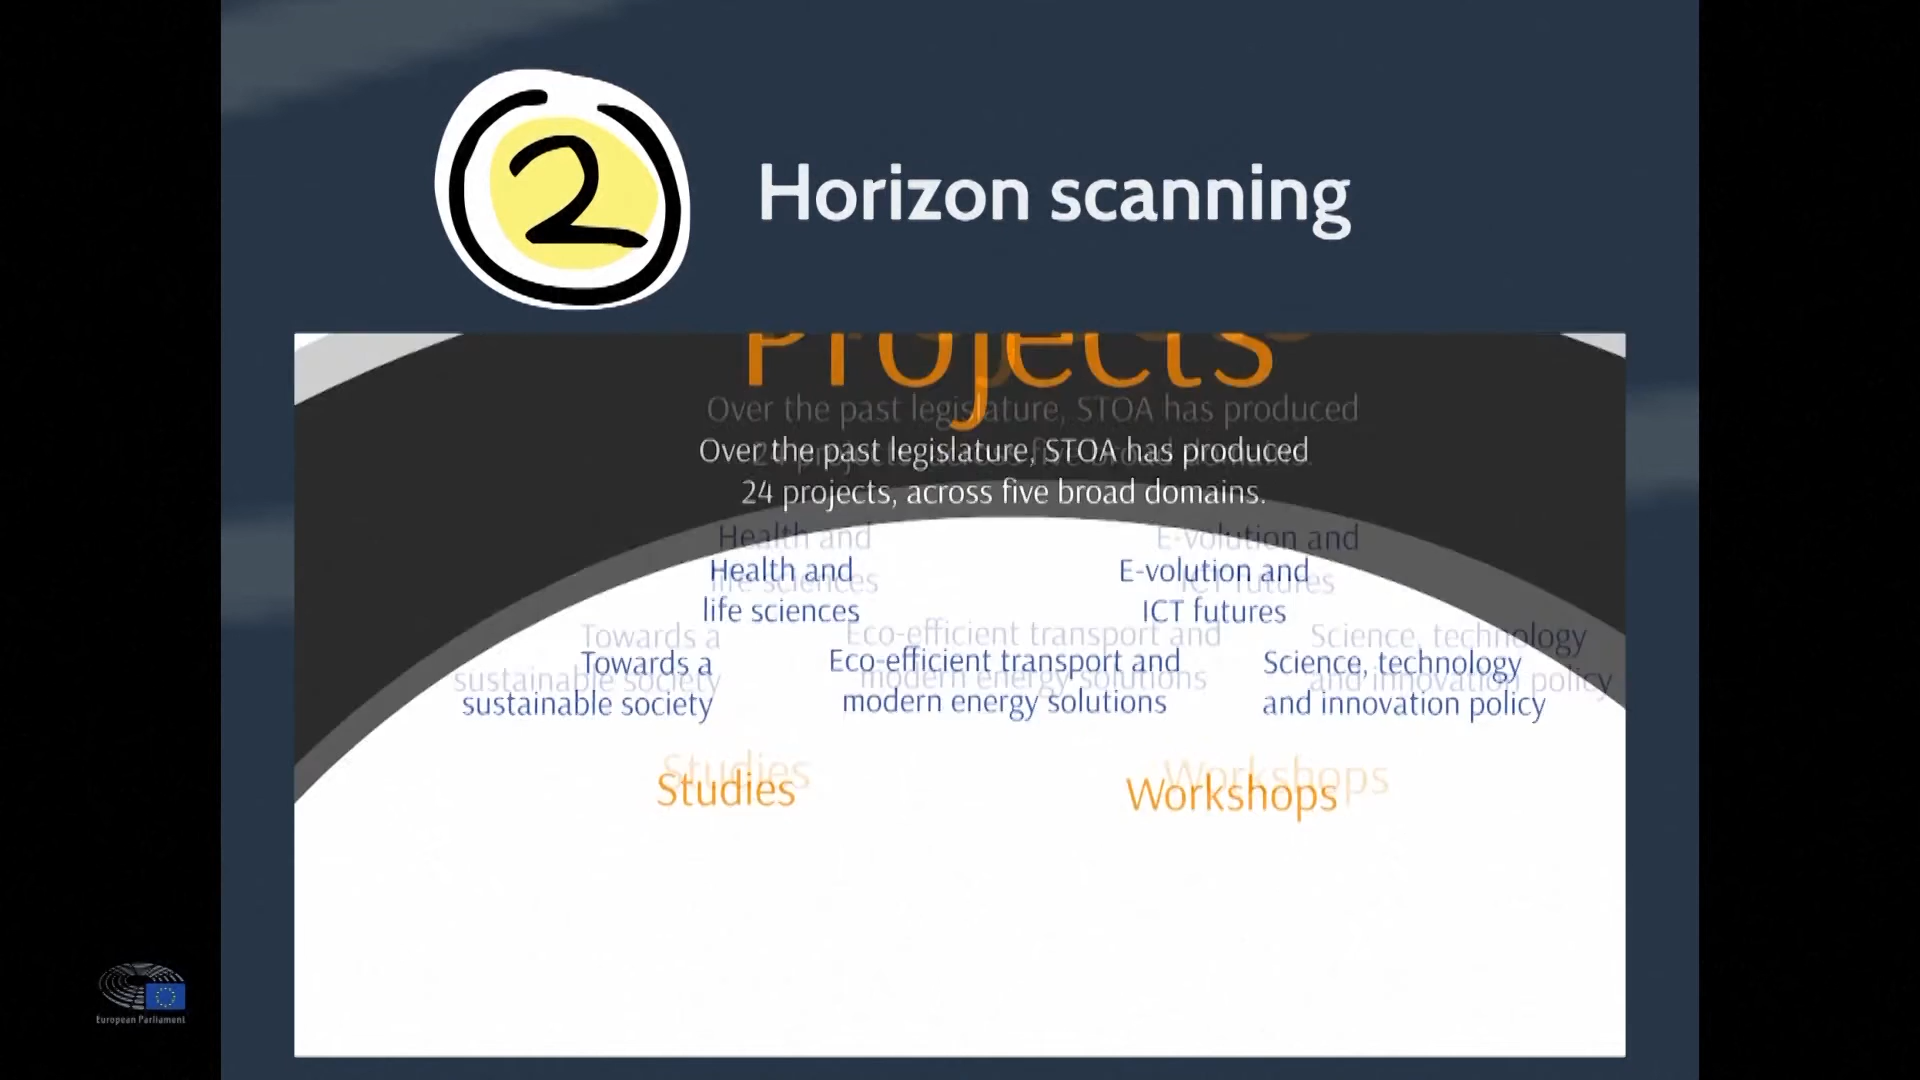 2
Horizon scanning
Projects
Over the past legislature, STOA has produced
24 projects, across five broad domains.
Health and
life sciences
E-volution and
ICT futures
Towards a
sustainable society
Eco-efficient transport and
modern energy solutions
Science, technology
and innovation policy
Studies
Workshops
European Parliament